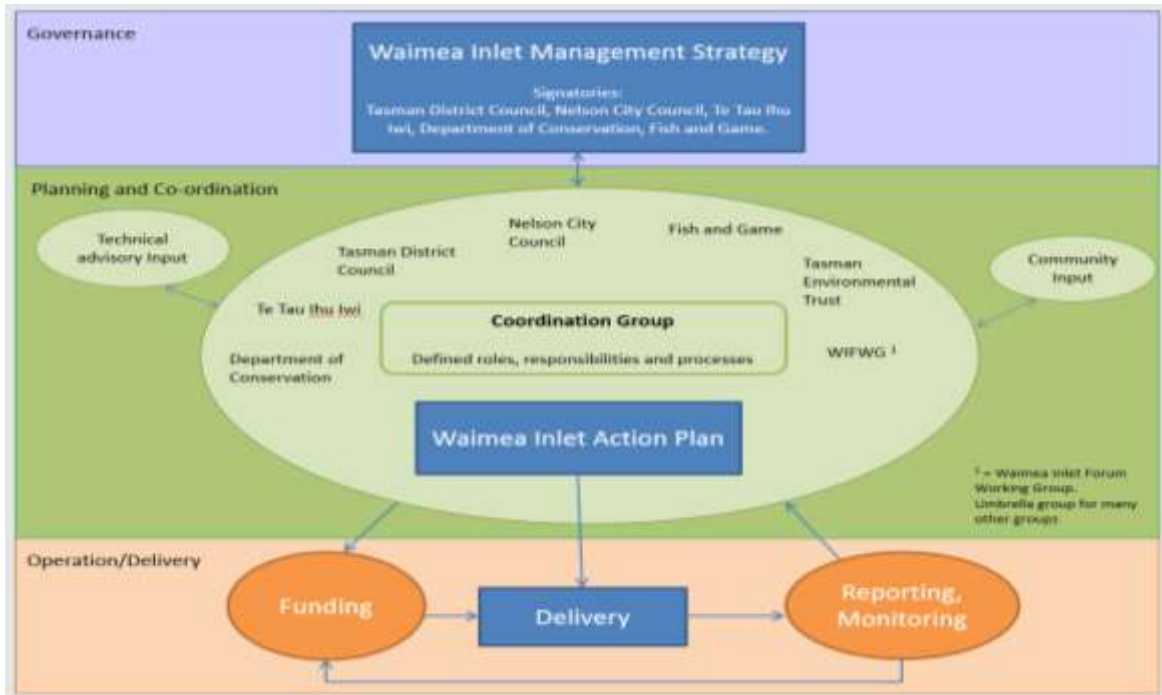 Governance
Waimea Inlet Management Strategy
Signatories:
Tasman District Council, Nelson City Council, Te Tau Ihu
Iwi, Department of Conservation, Fish and Game.
Planning and Co-ordination
Technical
advisory Input
Tasman District
Council
Nelson City
Council
Fish and Game
Tasman
Environmental
Trust
Community
Input
Te Tau Ihu Iwi
Department of
Conservation
Coordination Group
Defined roles, responsibilities and processes
WIFWG ¹
Waimea Inlet Action Plan
¹ = Waimea Inlet Forum
Working Group.
Umbrella group for many
other groups
Operation/Delivery
Funding
Delivery
Reporting,
Monitoring